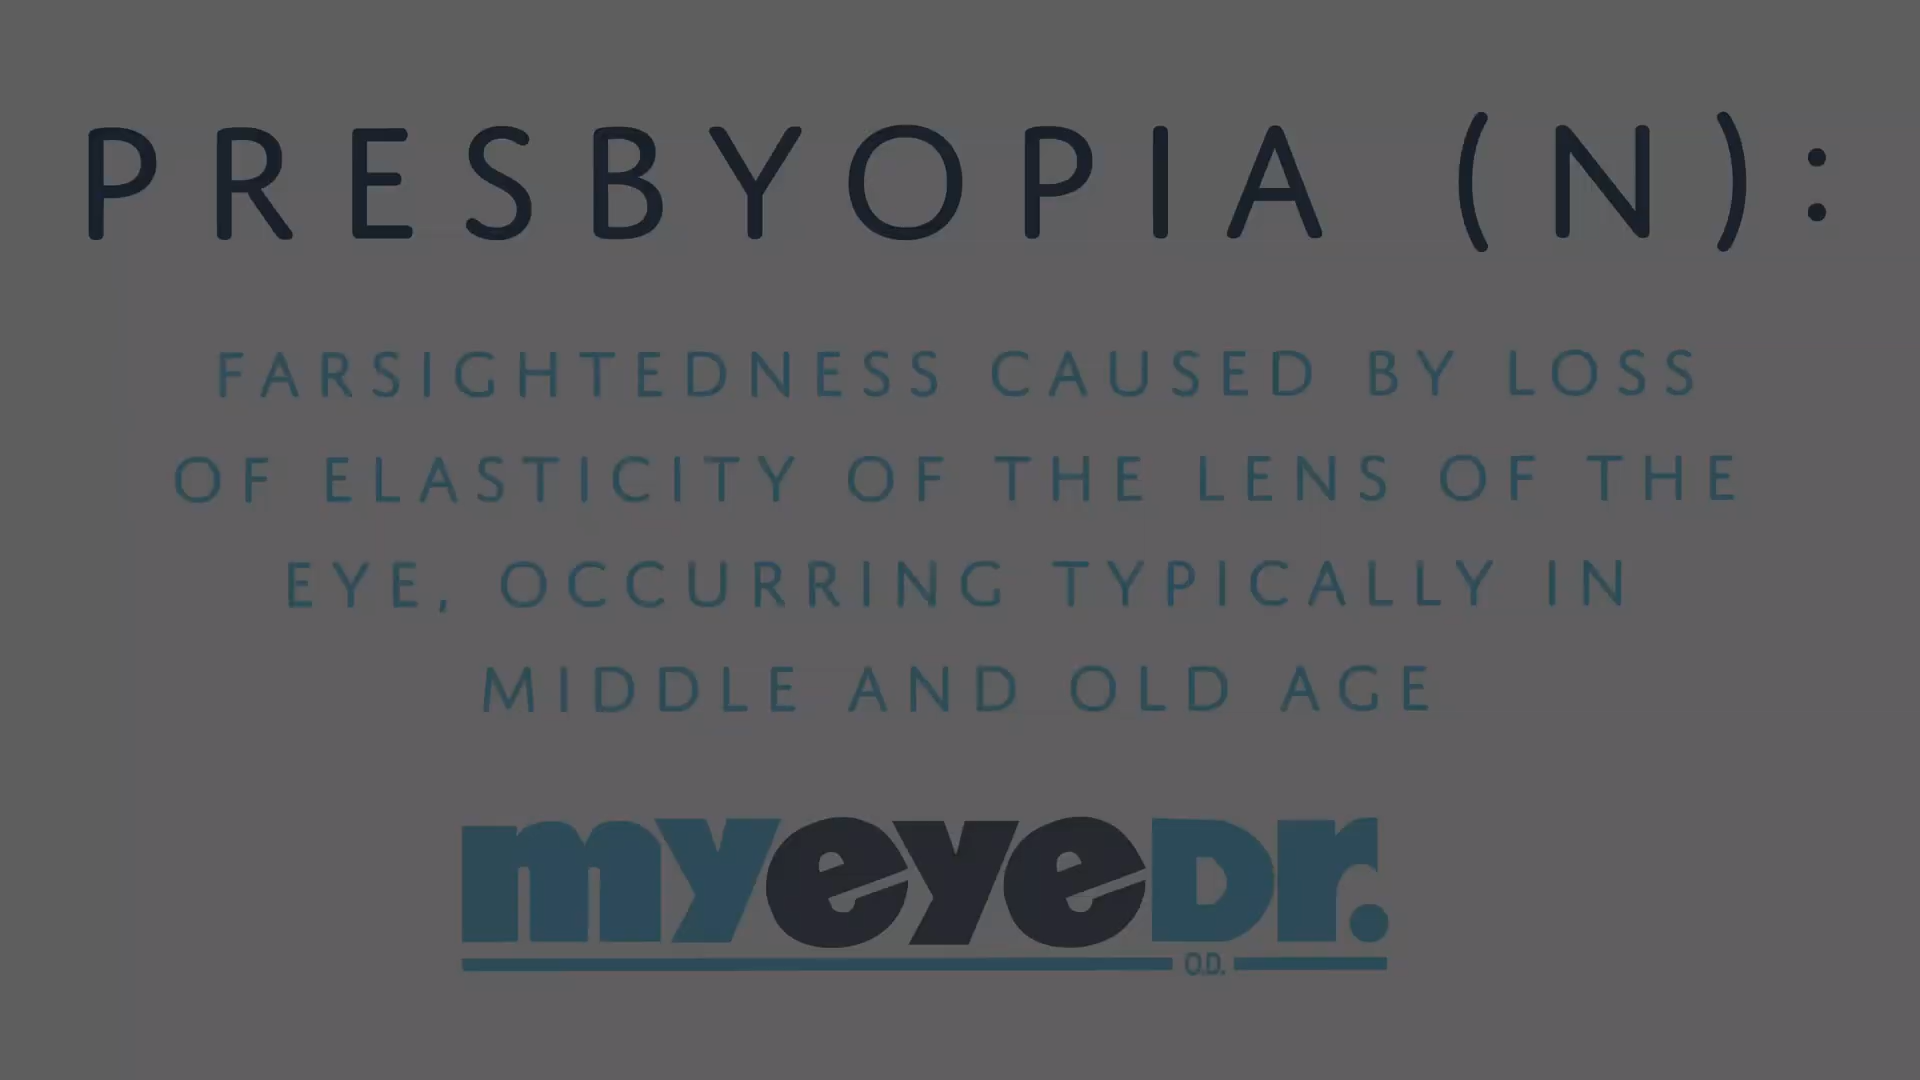 PRESBYOPIA (N):
FARSIGHTEDNESS CAUSED BY LOSS
OF ELASTICITY OF THE LENS OF THE
EYE, OCCURRING TYPICALLY IN
MIDDLE AND OLD AGE
myeyeDr.
O.D.